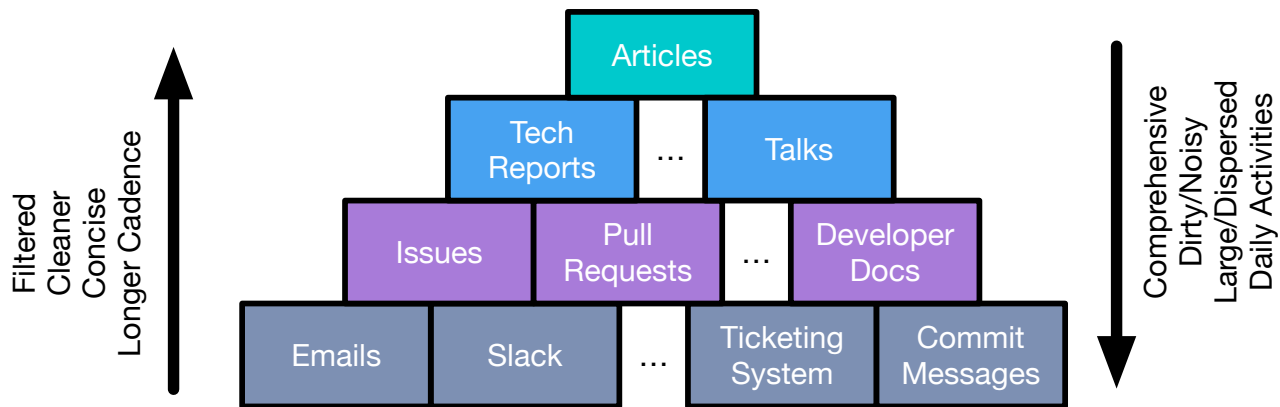 Articles
Tech
Reports
...
Talks
Issues
Pull
Requests
...
Developer
Docs
Emails
Slack
...
Ticketing
System
Commit
Messages
Filtered
Cleaner
Concise
Longer Cadence
Comprehensive
Dirty/Noisy
Large/Dispersed
Daily Activities